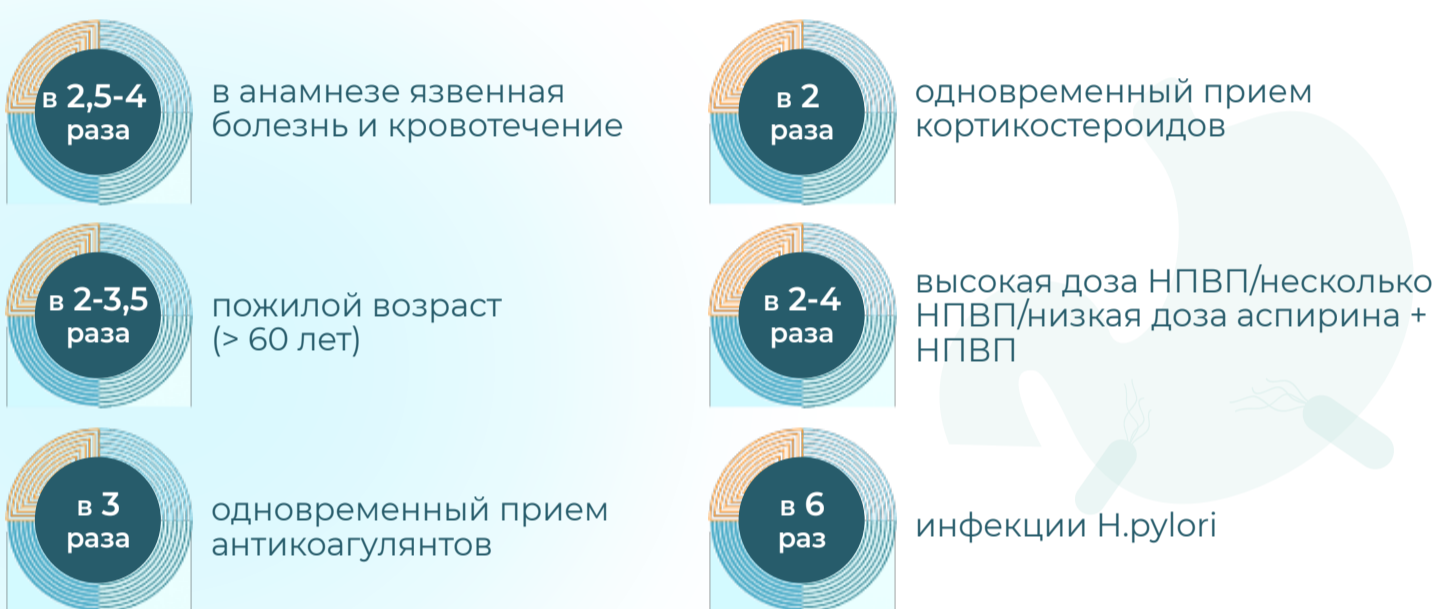 в 2,5-4
раза
в анамнезе язвенная
болезнь и кровотечение
в 2
раза
одновременный прием
кортикостероидов
в 2-3,5
раза
пожилой возраст
(> 60 лет)
в 2-4
раза
высокая доза НПВП/несколько
НПВП/низкая доза аспирина +
НПВП
в 3
раза
одновременный прием
антикоагулянтов
в 6
раз
инфекции H.pylori